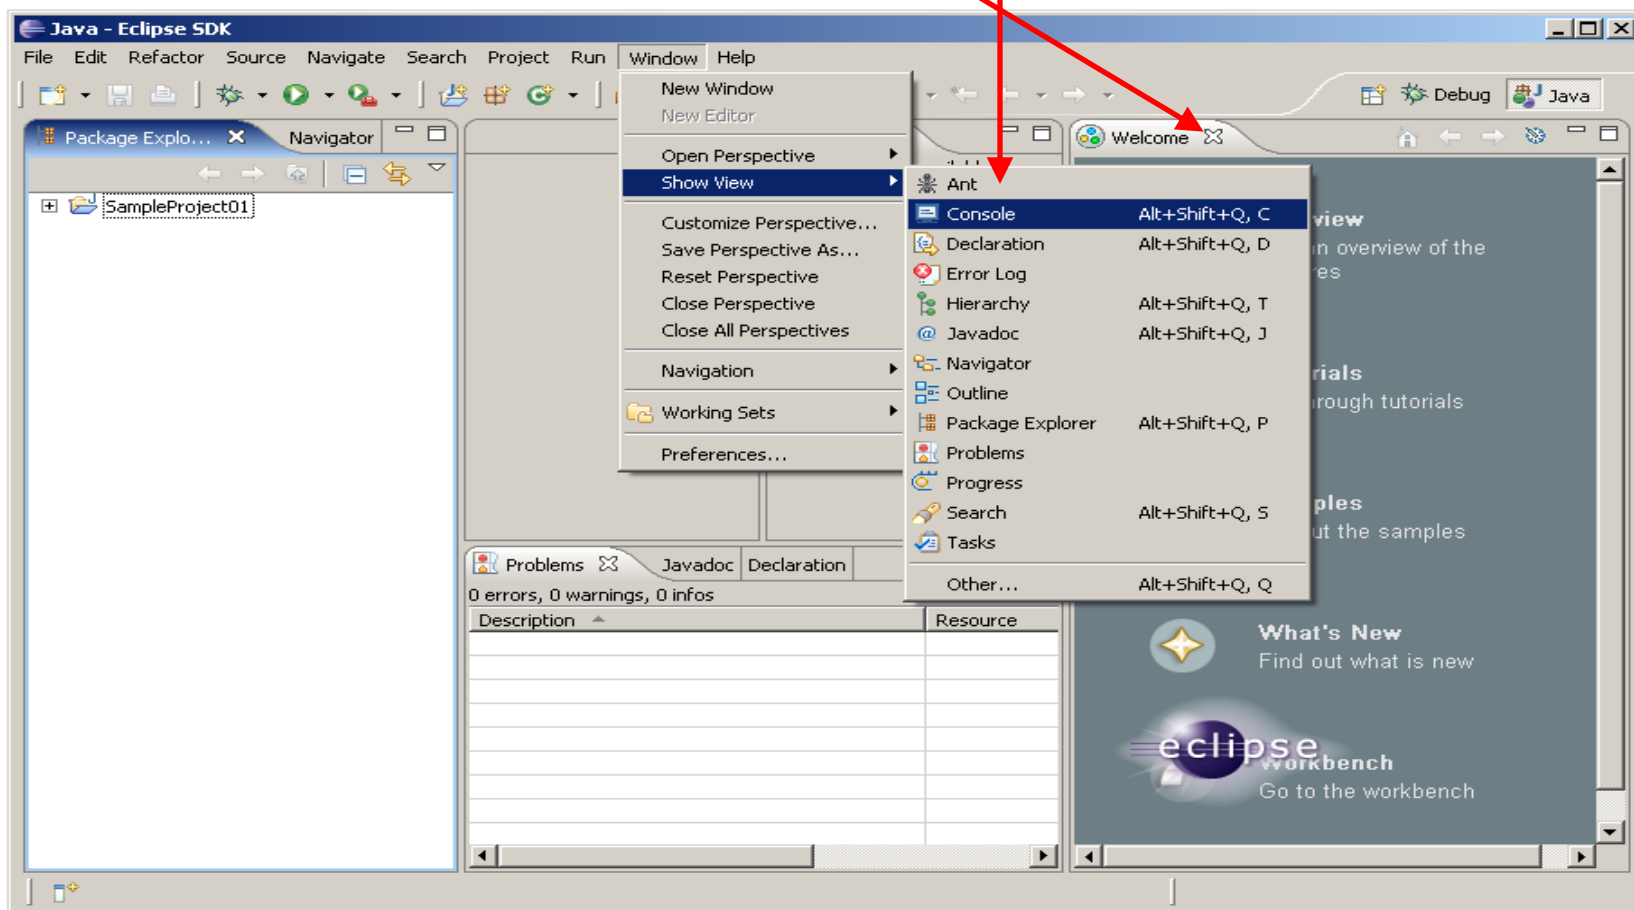 Java - Eclipse SDK
File Edit Refactor Source Navigate Search Project Run Window Help
Debug Java
Package Explo... Navigator
SampleProject01
New Window
New Editor
Open Perspective
Show View
Customize Perspective...
Save Perspective As...
Reset Perspective
Close Perspective
Close All Perspectives
Navigation
Working Sets
Preferences...
Ant
Console Alt+Shift+Q, C
Declaration Alt+Shift+Q, D
Error Log
Hierarchy Alt+Shift+Q, T
Javadoc Alt+Shift+Q, J
Navigator
Outline
Package Explorer Alt+Shift+Q, P
Problems
Progress
Search Alt+Shift+Q, S
Tasks
Other... Alt+Shift+Q, Q
Problems Javadoc Declaration
0 errors, 0 warnings, 0 infos
Description Resource
Welcome
view
n overview of the
es
rials
rough tutorials
ples
ut the samples
What's New
Find out what is new
eclipse
Workbench
Go to the workbench